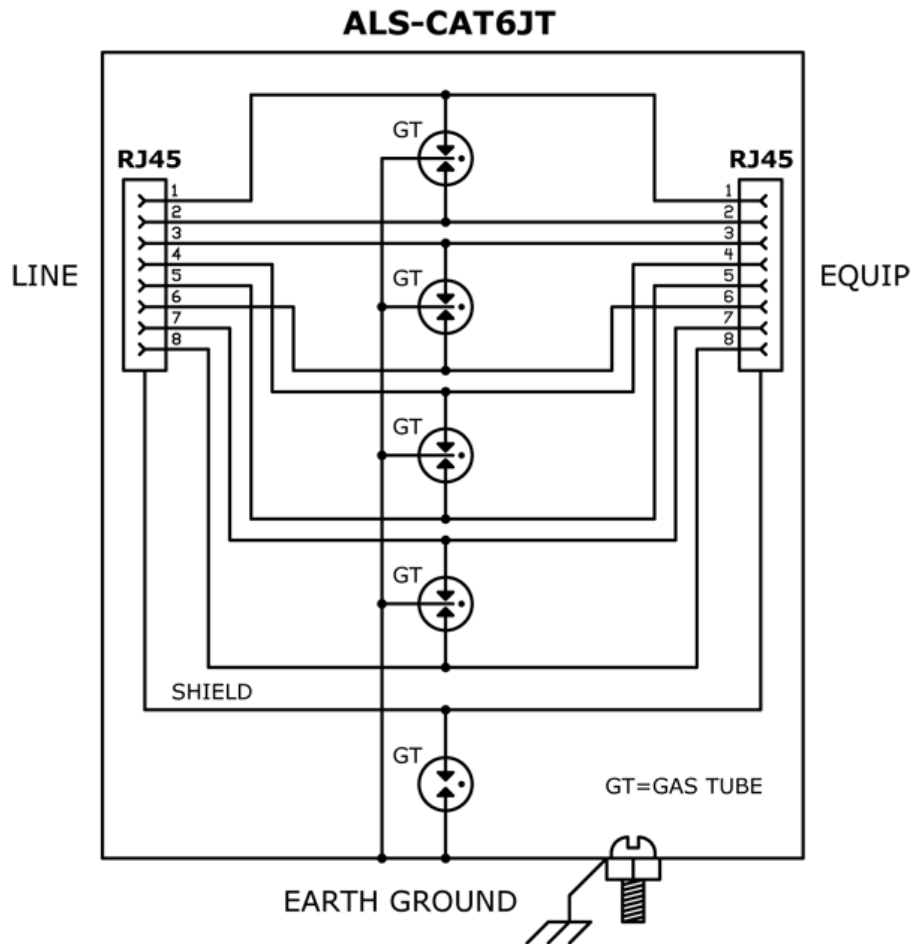 ALS-CAT6JT
GT
RJ45
RJ45
1
2
3
4
5
6
7
8
1
2
3
4
5
6
7
8
LINE
GT
EQUIP
GT
GT
SHIELD
GT
GT=GAS TUBE
EARTH GROUND